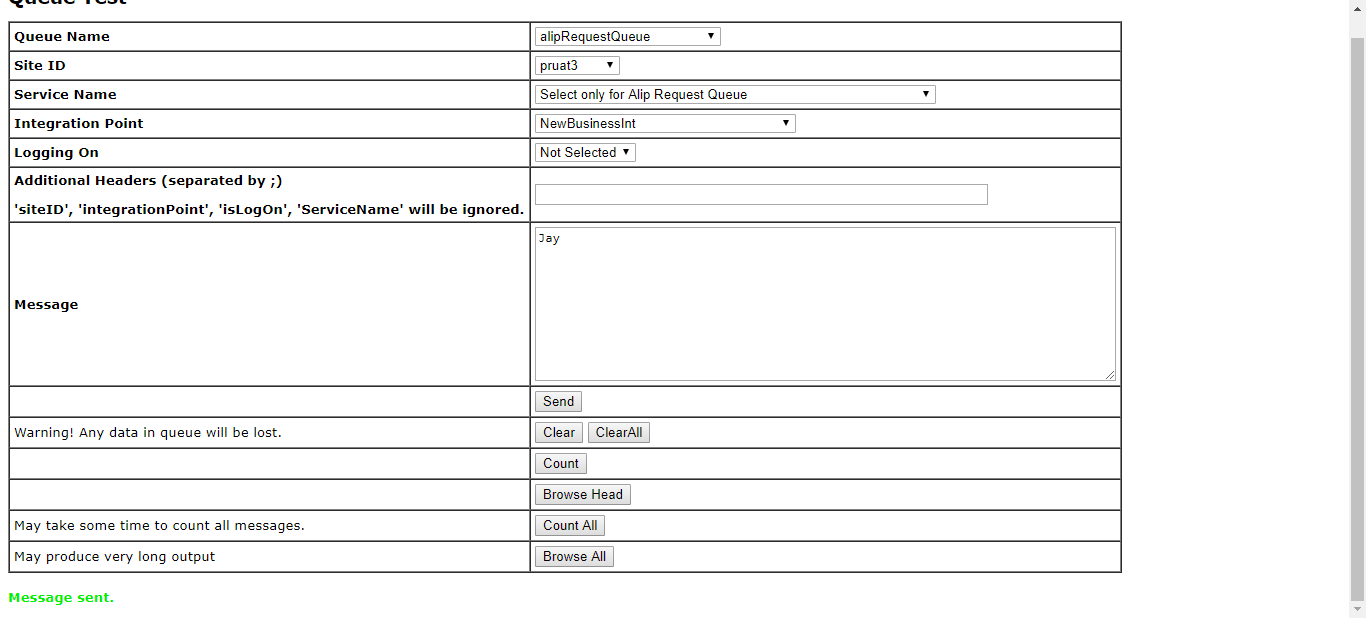 Queue Test
Queue Name
alipRequestQueue
Site ID
pruat3
Service Name
Select only for Alip Request Queue
Integration Point
NewBusinessInt
Logging On
Not Selected
Additional Headers (separated by ;)
'siteID', 'integrationPoint', 'isLogOn', 'ServiceName' will be ignored.
Message
Jay
Send
Warning! Any data in queue will be lost.
Clear ClearAll
Count
Browse Head
May take some time to count all messages.
Count All
May produce very long output
Browse All
Message sent.